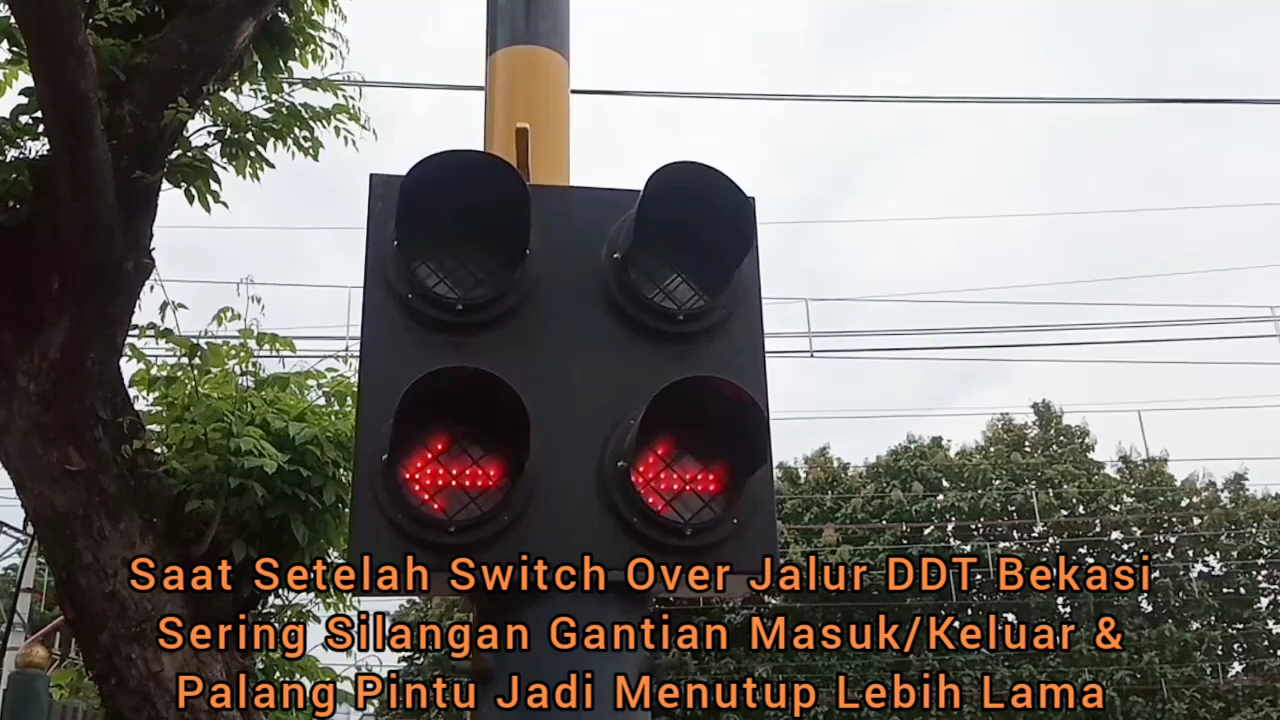 Saat Setelah Switch Over Jalur DDT Bekasi
Sering Silangan Gantian Masuk/Keluar &
Palang Pintu Jadi Menutup Lebih Lama